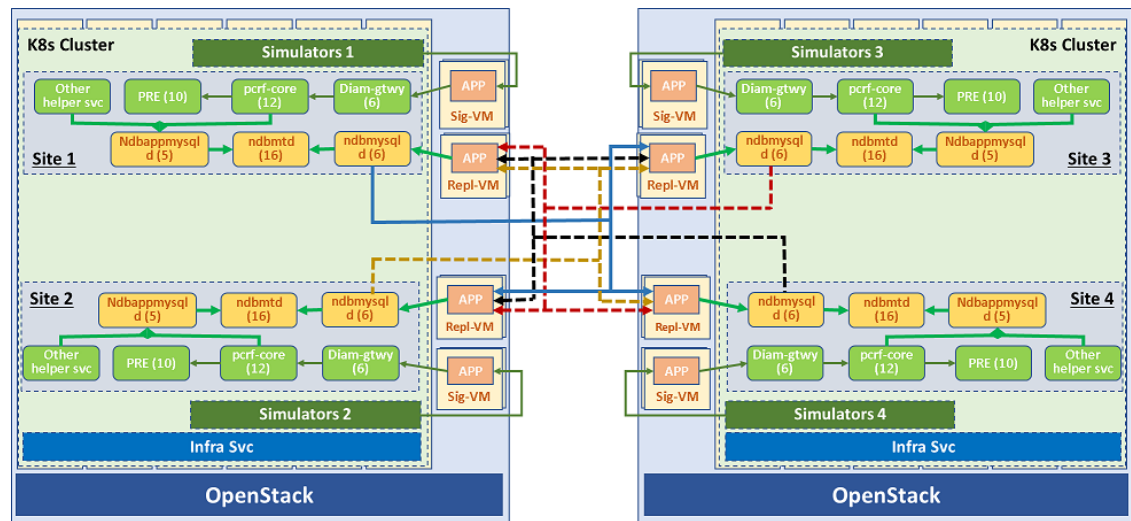 K8s Cluster
Simulators 1
Other
helper svc
PRE (10)
pcrf-core
(12)
Diam-gtwy
(6)
APP
Sig-VM
Ndbappmysql
d (5)
ndbmtd
(16)
ndbmysql
d (6)
Site 1
APP
Repl-VM
Site 2
Ndbappmysql
d (5)
ndbmtd
(16)
ndbmysql
d (6)
APP
Repl-VM
Other
helper svc
PRE (10)
pcrf-core
(12)
Diam-gtwy
(6)
APP
Sig-VM
Simulators 2
Infra Svc
OpenStack
K8s Cluster
Simulators 3
APP
Sig-VM
Diam-gtwy
(6)
pcrf-core
(12)
PRE (10)
Other
helper svc
APP
Repl-VM
ndbmysql
d (6)
ndbmtd
(16)
Ndbappmysql
d (5)
Site 3
APP
Repl-VM
ndbmysql
d (6)
ndbmtd
(16)
Ndbappmysql
d (5)
Site 4
APP
Sig-VM
Diam-gtwy
(6)
pcrf-core
(12)
PRE (10)
Other
helper svc
Simulators 4
Infra Svc
OpenStack